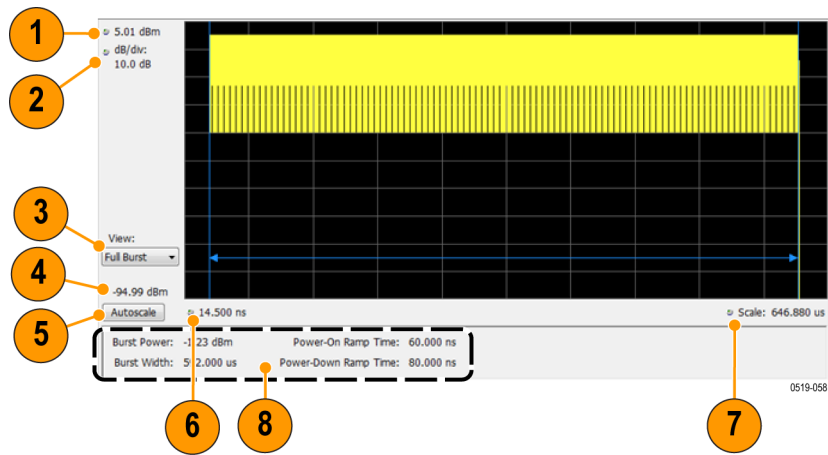 1
5.01 dBm
dB/div:
10.0 dB
2
3
View:
Full Burst
4
-94.99 dBm
Autoscale
14.500 ns
Scale: 646.880 us
5
Burst Power: dBm Power-On Ramp Time: 60.000 ns
Burst Width: us Power-Down Ramp Time: 80.000 ns
0519-058
6
8
7